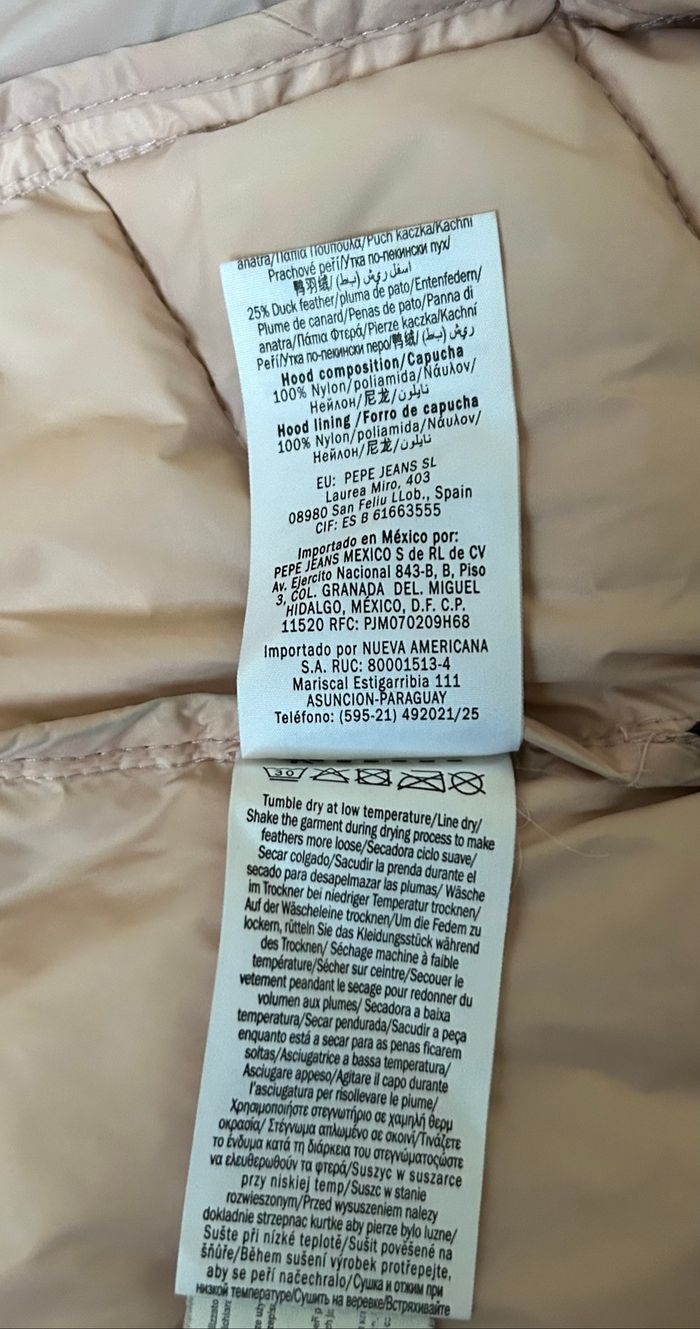 anatra/Πάπια Πούπουλα/Puch kaczka/Kachní
Prachové peří/Утка по-пекински пух/
鸭羽绒/ (بط) اسفل ريش
25% Duck feather/pluma de pato/Entenfedern/
Plume de canard/Penas de pato/Panna di
anatra/Πάπια Φτερά/Pierze kaczka/Kachní
Peří/Утка по-пекински перо/鸭绒/ (بط) ريش
Hood composition/Capucha
100% Nylon/poliamida/Νάυλον/
Нейлон/尼龙/نايلون
Hood lining /Forro de capucha
100% Nylon/poliamida/Νάυλον/
Нейлон/尼龙/نايلون
EU: PEPE JEANS SL
Laurea Miro, 403
08980 San Feliu LLob., Spain
CIF: ES B 61663555
Importado en México por:
PEPE JEANS MEXICO S de RL de CV
Av. Ejercito Nacional 843-B, B, Piso
3, COL. GRANADA DEL. MIGUEL
HIDALGO, MÉXICO, D.F. C.P.
11520 RFC: PJM070209H68
Importado por NUEVA AMERICANA
S.A. RUC: 80001513-4
Mariscal Estigarribia 111
ASUNCION-PARAGUAY
Teléfono: (595-21) 492021/25
30
Tumble dry at low temperature/Line dry/
Shake the garment during drying process to make
feathers more loose/Secadora ciclo suave/
Secar colgado/Sacudir la prenda durante el
secado para desapelmazar las plumas/ Wäsche
im Trockner bei niedriger Temperatur trocknen/
Auf der Wäscheleine trocknen/Um die Federn zu
lockern, rütteln Sie das Kleidungsstück während
des Trocknen/ Séchage machine à faible
température/Sécher sur ceintre/Secouer le
vetement peandant le secage pour redonner du
volumen aux plumes/ Secadora a baixa
temperatura/Secar pendurada/Sacudir a peça
enquanto está a secar para as penas ficarem
soltas/Asciugatrice a bassa temperatura/
Asciugare appeso/Agitare il capo durante
l'asciugatura per risollevare le piume/
Χρησιμοποιήστε στεγνωτήριο σε χαμηλή θερμ
οκρασία/ Στέγνωμα απλωμένο σε σκοινί/Τινάζετε
το ένδυμα κατά τη διάρκεια του στεγνώματοςώστε
να ελευθερωθούν τα φτερά/Suszyc w suszarce
przy niskiej temp/Suszc w stanie
rozwieszonym/Przed wysuszeniem nalezy
dokladnie strzepnac kurtke aby pierze bylo luzne/
Sušte při nízké teplotě/Sušit pověšené na
šňůře/Během sušení výrobek protřepejte,
aby se peří načechralo/Сушка и отжим при
низкой температуре/Сушить на веревке/Встряхивайте